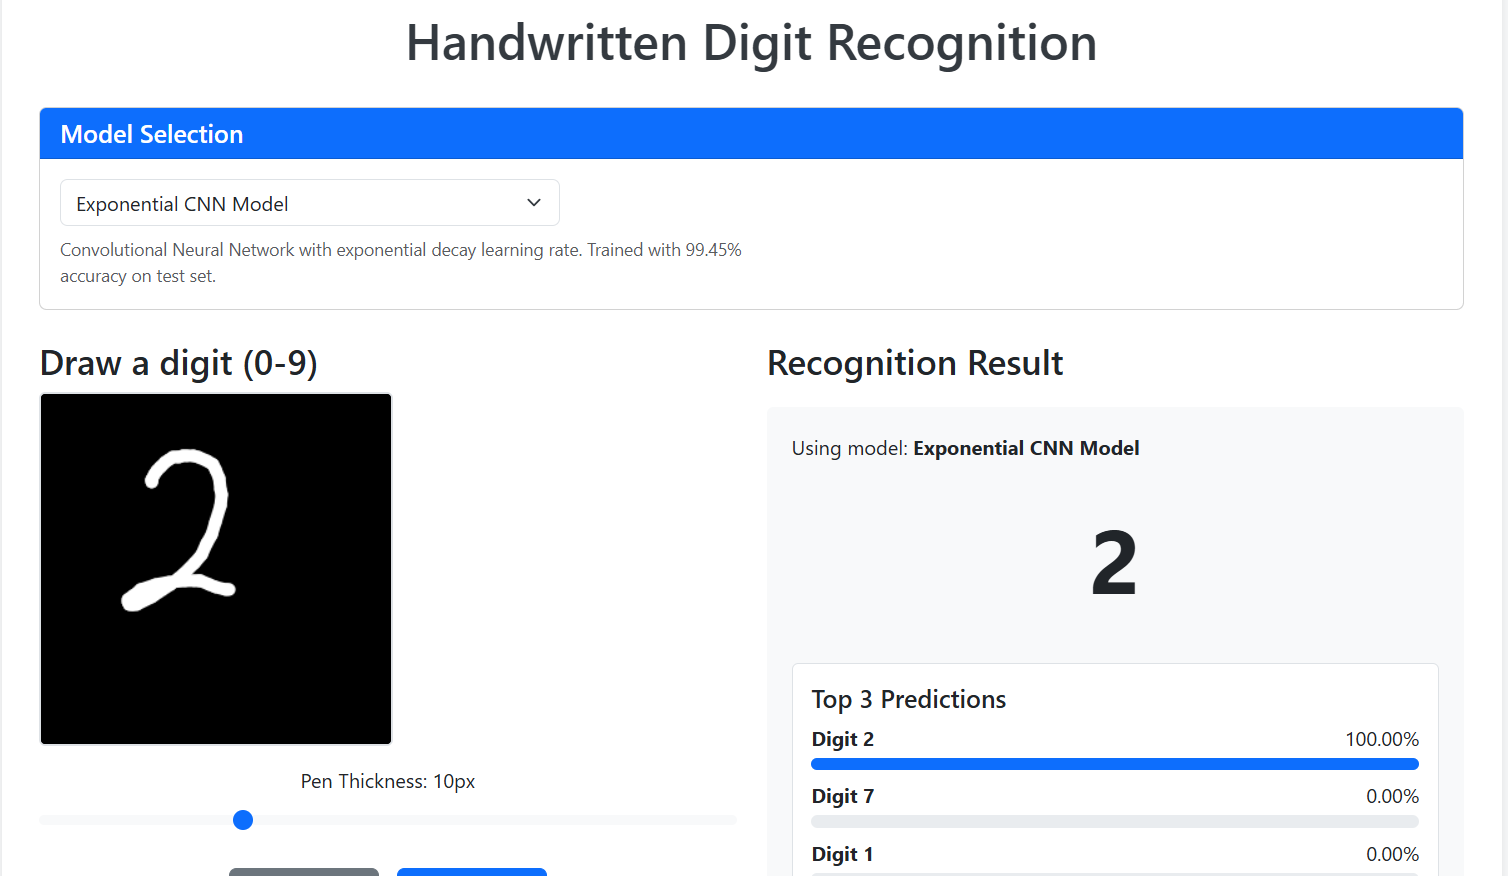 Handwritten Digit Recognition
Model Selection
Exponential CNN Model
Convolutional Neural Network with exponential decay learning rate. Trained with 99.45%
accuracy on test set.
Draw a digit (0-9)
2
Pen Thickness: 10px
Recognition Result
Using model: Exponential CNN Model
2
Top 3 Predictions
Digit 2 100.00%
Digit 7 0.00%
Digit 1 0.00%